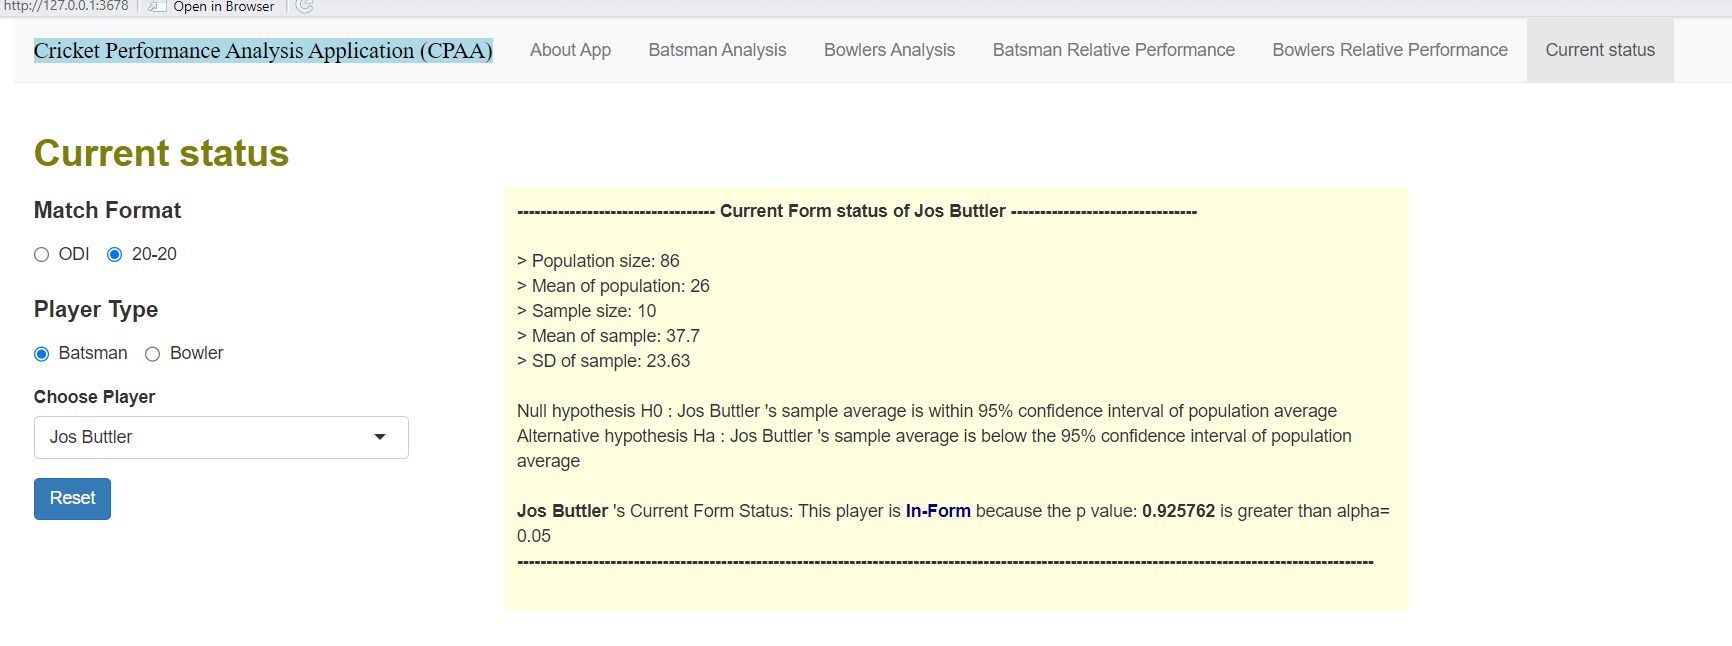 http://127.0.0.1:3678 Open in Browser
Cricket Performance Analysis Application (CPAA) About App Batsman Analysis Bowlers Analysis Batsman Relative Performance Bowlers Relative Performance Current status
Current status
Match Format
ODI 20-20
Player Type
Batsman Bowler
Choose Player
Jos Buttler
Reset
---------------------------------- Current Form status of Jos Buttler --------------------------------
> Population size: 86
> Mean of population: 26
> Sample size: 10
> Mean of sample: 37.7
> SD of sample: 23.63
Null hypothesis H0 : Jos Buttler 's sample average is within 95% confidence interval of population average
Alternative hypothesis Ha : Jos Buttler 's sample average is below the 95% confidence interval of population
average
Jos Buttler 's Current Form Status: This player is In-Form because the p value: 0.925762 is greater than alpha=
0.05
---------------------------------------------------------------------------------------------------------------------------------------------------